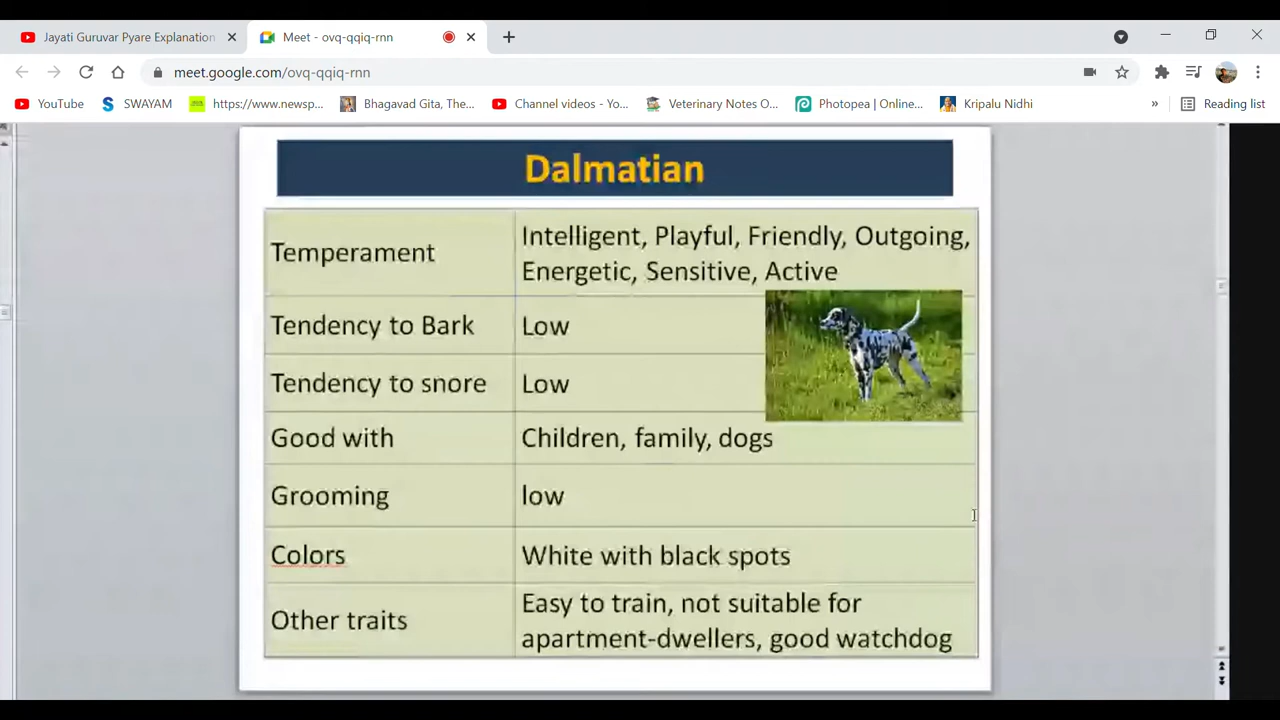 Jayati Guruvar Pyare Explanation
Meet - ovq-qqiq-rnn
meet.google.com/ovq-qqiq-rnn
YouTube
SWAYAM
https://www.newsp...
Bhagavad Gita, The...
Channel videos - Yo...
Veterinary Notes O...
Photopea | Online...
Kripalu Nidhi
»
Reading list
Dalmatian
Temperament
Intelligent, Playful, Friendly, Outgoing,
Energetic, Sensitive, Active
Tendency to Bark
Low
Tendency to snore
Low
Good with
Children, family, dogs
Grooming
low
Colors
White with black spots
Other traits
Easy to train, not suitable for
apartment-dwellers, good watchdog